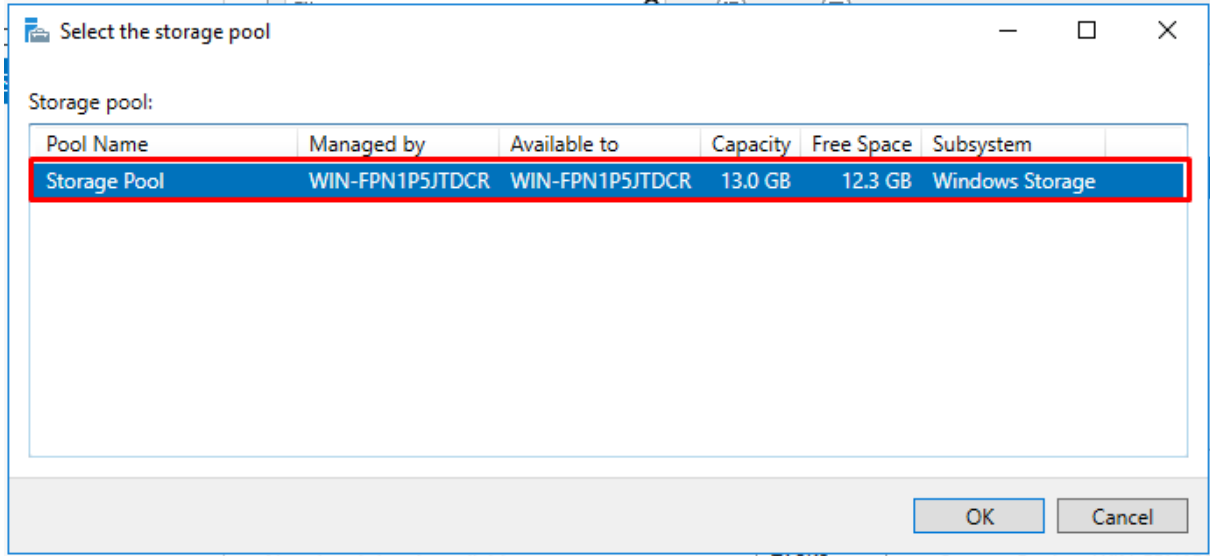 Select the storage pool
Storage pool:
Pool Name Managed by Available to Capacity Free Space Subsystem
Storage Pool WIN-FPN1P5JTDCR WIN-FPN1P5JTDCR 13.0 GB 12.3 GB Windows Storage
OK Cancel